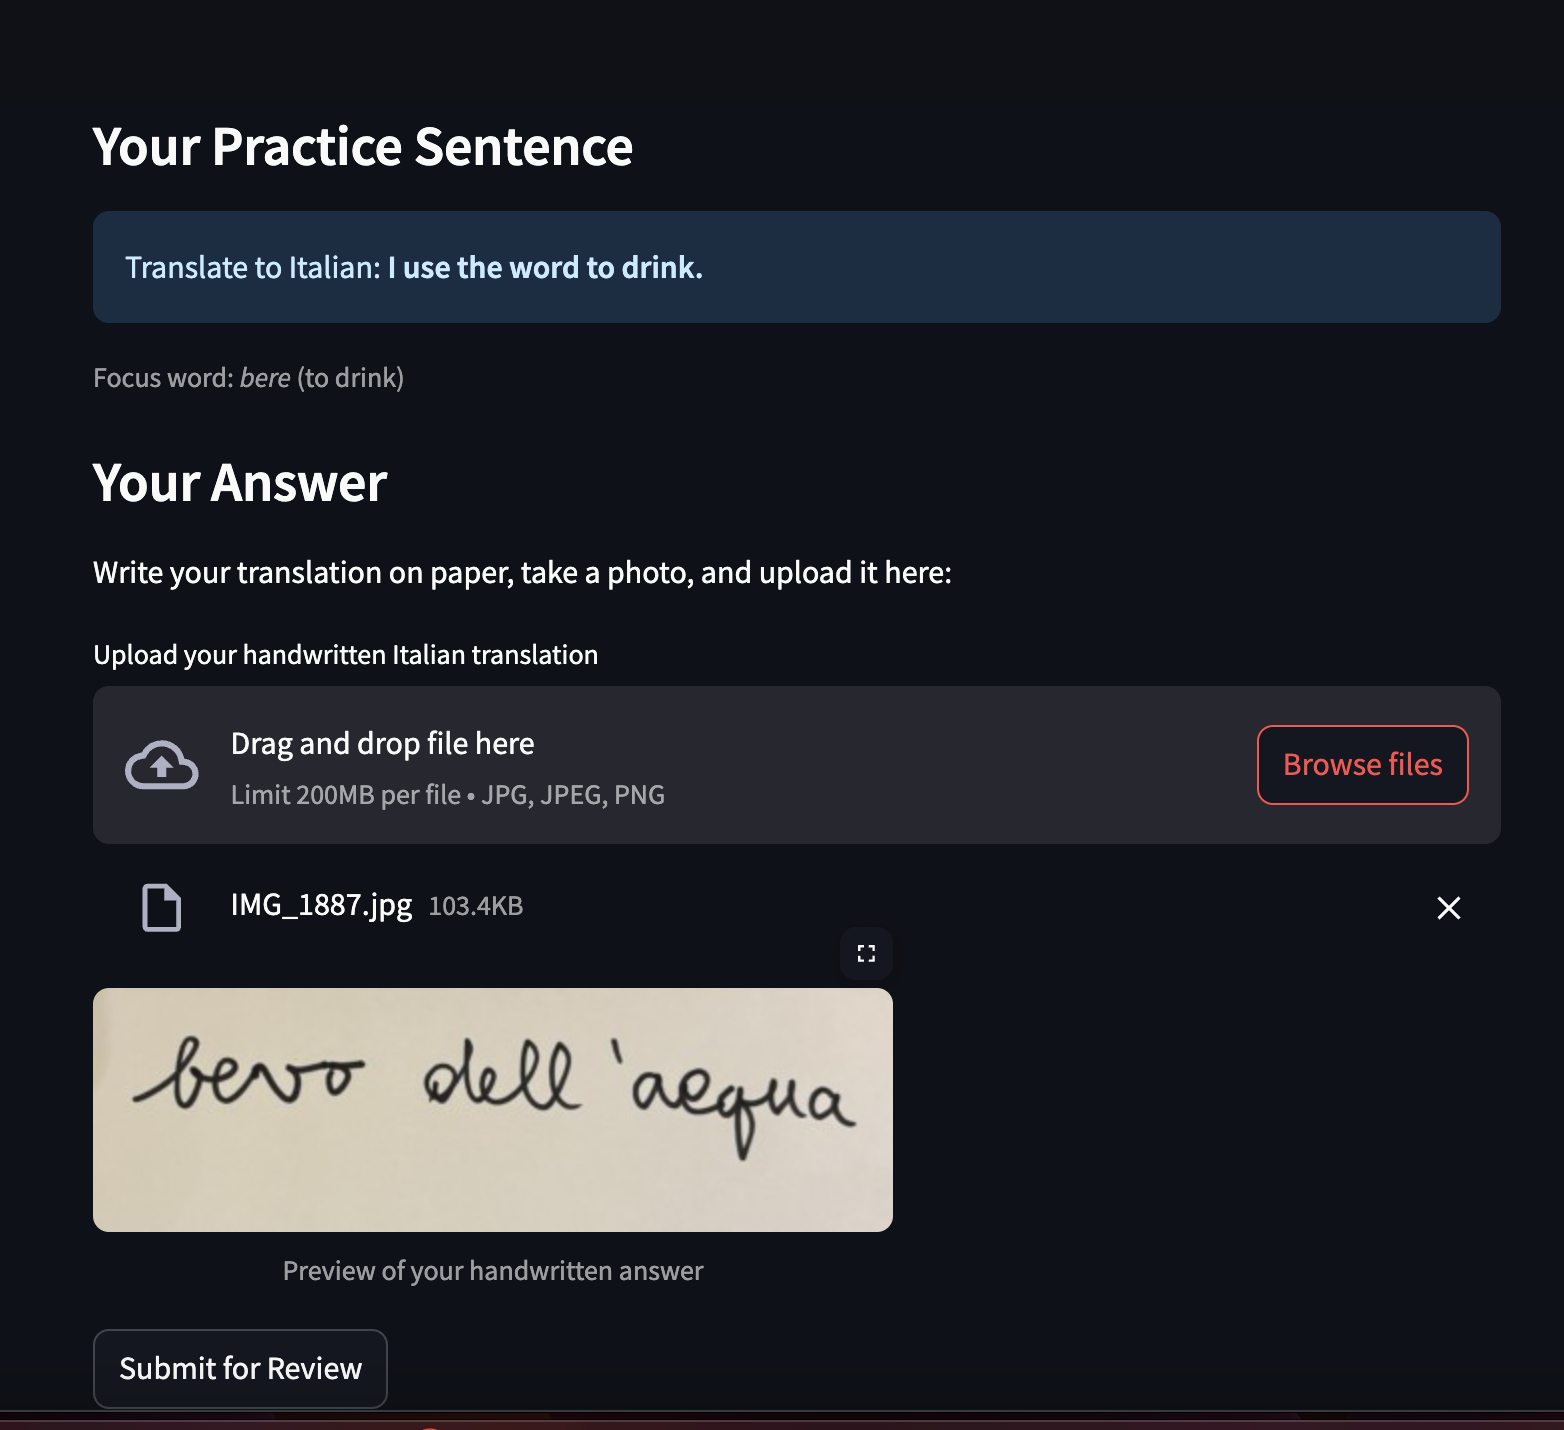 Your Practice Sentence
Translate to Italian: I use the word to drink.
Focus word: bere (to drink)
Your Answer
Write your translation on paper, take a photo, and upload it here:
Upload your handwritten Italian translation
Drag and drop file here
Limit 200MB per file • JPG, JPEG, PNG
Browse files
IMG_1887.jpg 103.4KB
bevo dell'acqua
Preview of your handwritten answer
Submit for Review